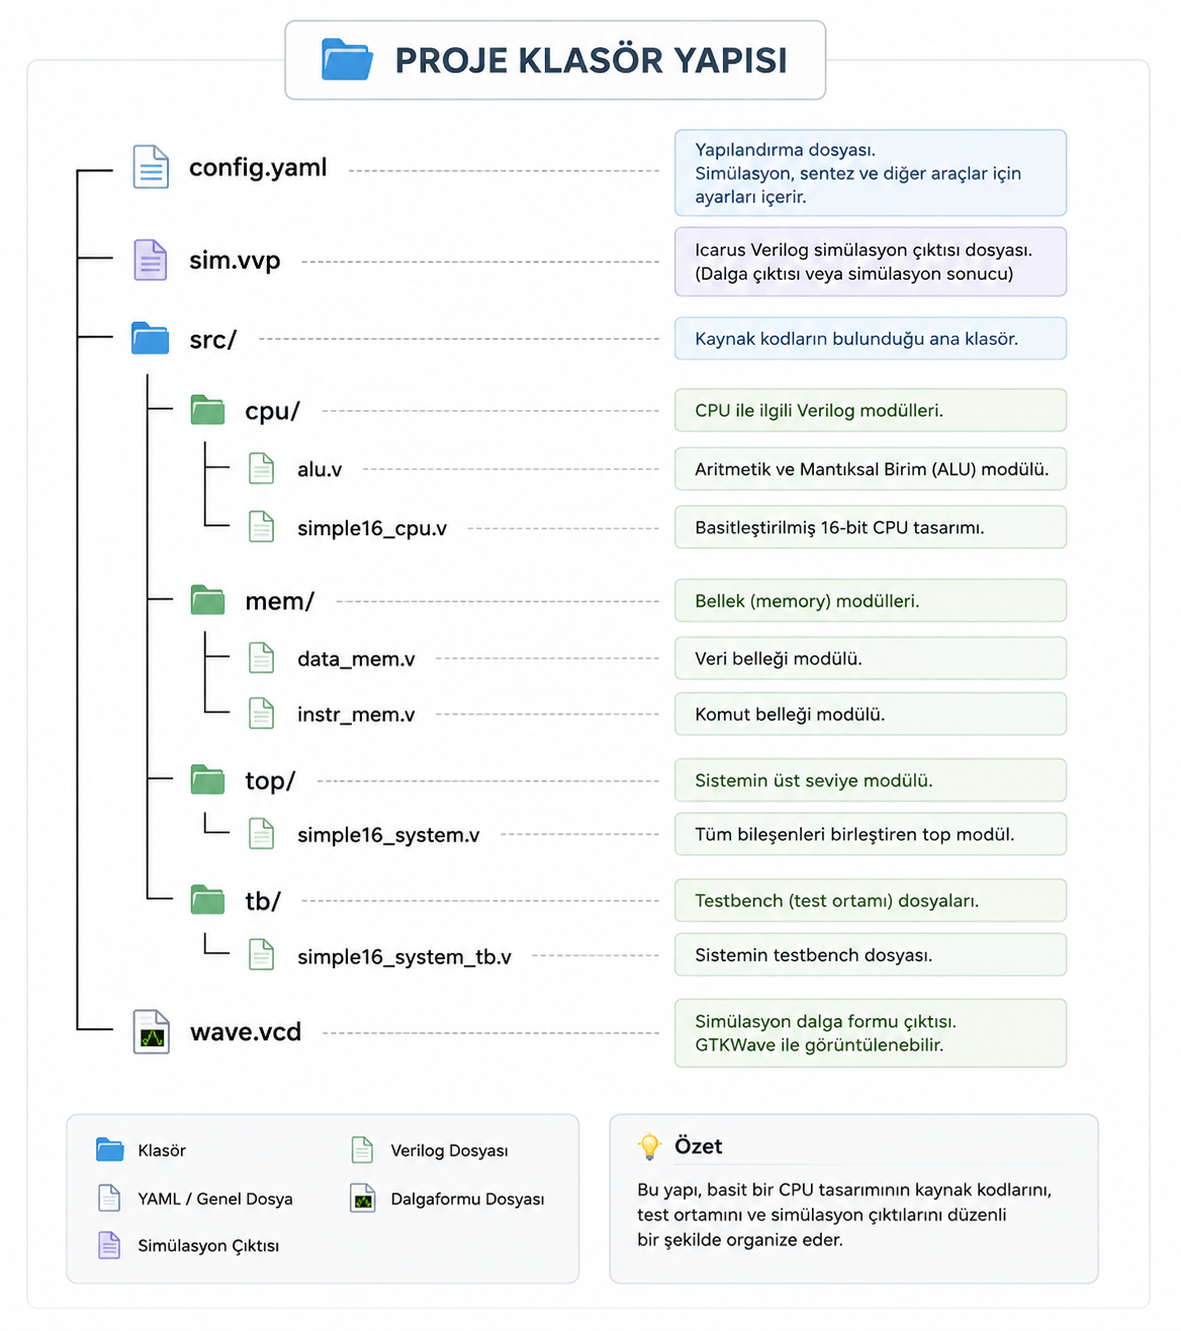 PROJE KLASÖR YAPISI
config.yaml
Yapılandırma dosyası.
Simülasyon, sentez ve diğer araçlar için
ayarları içerir.
sim.vvp
Icarus Verilog simülasyon çıktısı dosyası.
(Dalga çıktısı veya simülasyon sonucu)
src/
Kaynak kodların bulunduğu ana klasör.
cpu/
CPU ile ilgili Verilog modülleri.
alu.v
Aritmetik ve Mantıksal Birim (ALU) modülü.
simple16_cpu.v
Basitleştirilmiş 16-bit CPU tasarımı.
mem/
Bellek (memory) modülleri.
data_mem.v
Veri belleği modülü.
instr_mem.v
Komut belleği modülü.
top/
Sistemin üst seviye modülü.
simple16_system.v
Tüm bileşenleri birleştiren top modül.
tb/
Testbench (test ortamı) dosyaları.
simple16_system_tb.v
Sistemin testbench dosyası.
wave.vcd
Simülasyon dalga formu çıktısı.
GTKWave ile görüntülenebilir.
Klasör
Verilog Dosyası
YAML / Genel Dosya
Dalgaformu Dosyası
Simülasyon Çıktısı
Özet
Bu yapı, basit bir CPU tasarımının kaynak kodlarını,
test ortamını ve simülasyon çıktılarını düzenli
bir şekilde organize eder.